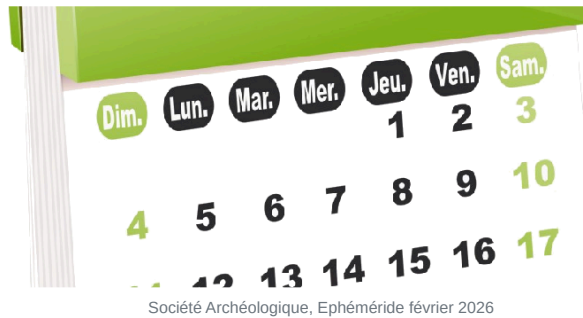 Dim. Lun. Mar. Mer. Jeu. Ven. Sam.
1 2 3
4 5 6 7 8 9 10
12 13 14 15 16 17
Société Archéologique, Ephéméride février 2026